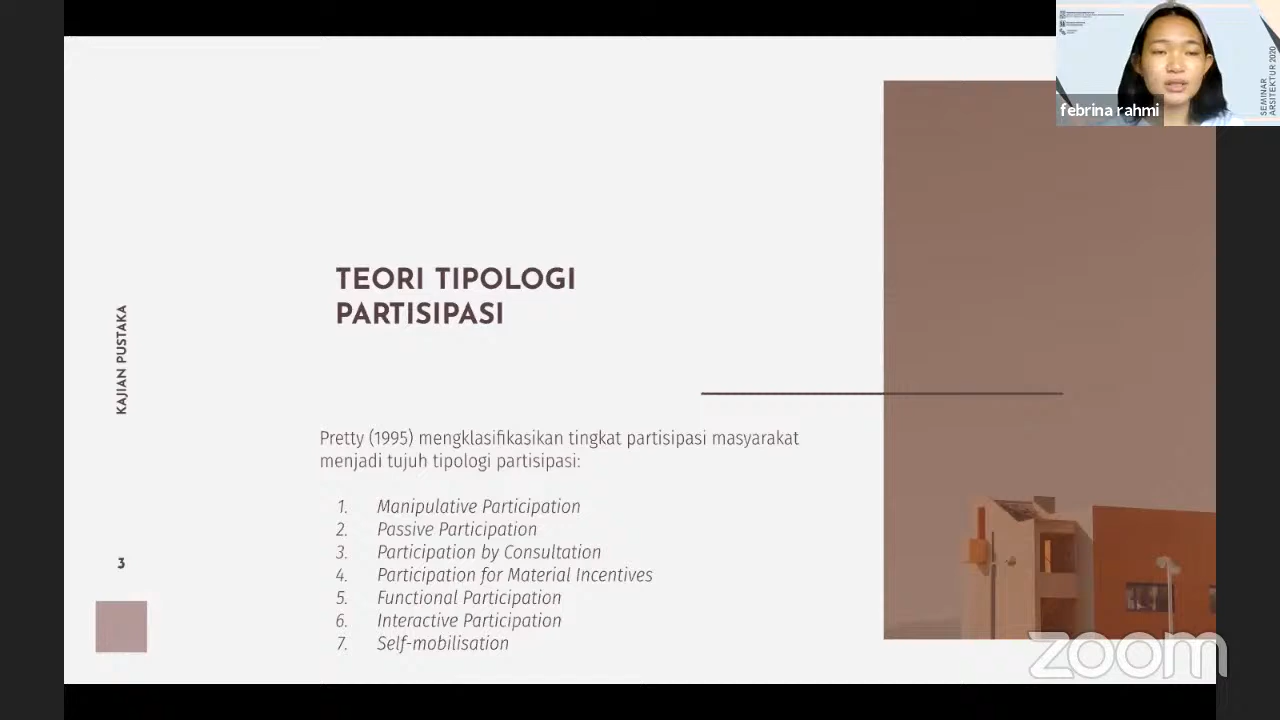 febrina rahmi
SEMINAR
ARSITEKTUR 2020
TEORI TIPOLOGI
PARTISIPASI
KAJIAN PUSTAKA
Pretty (1995) mengklasifikasikan tingkat partisipasi masyarakat
menjadi tujuh tipologi partisipasi:
1. Manipulative Participation
2. Passive Participation
3. Participation by Consultation
4. Participation for Material Incentives
5. Functional Participation
6. Interactive Participation
7. Self-mobilisation
3
zoom